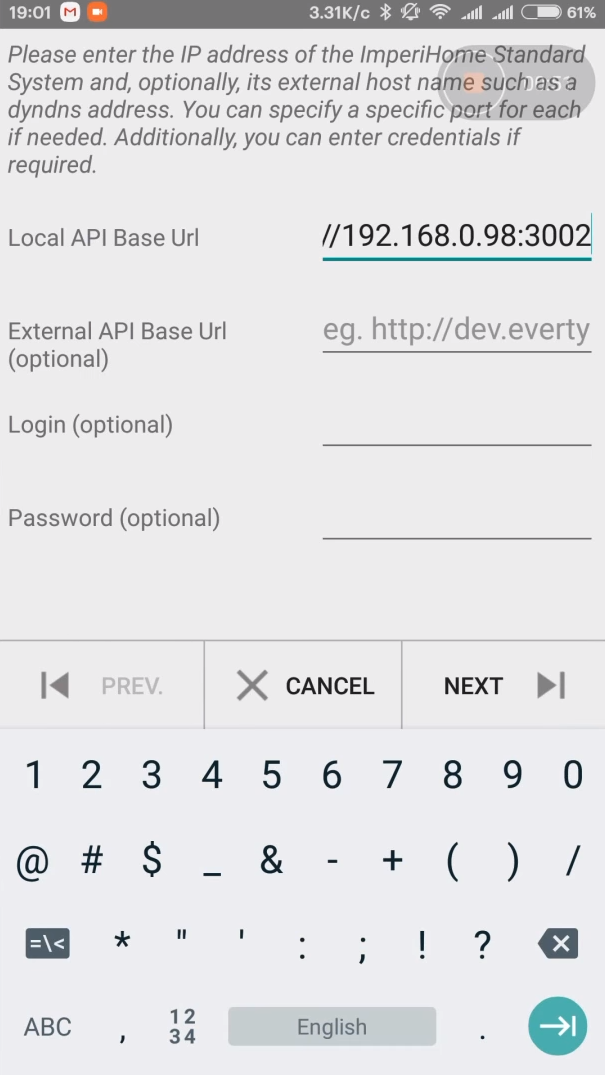 19:01 3.31K/c 61%
Please enter the IP address of the ImperiHome Standard
System and, optionally, its external host name such as a
dyndns address. You can specify a specific port for each
if needed. Additionally, you can enter credentials if
required.
Local API Base Url //192.168.0.98:3002
External API Base Url eg. http://dev.everty
(optional)
Login (optional)
Password (optional)
PREV. CANCEL NEXT
1 2 3 4 5 6 7 8 9 0
@ # $ _ & - + ( ) /
=\< * " ' : ; ! ?
ABC , 12 English .
34